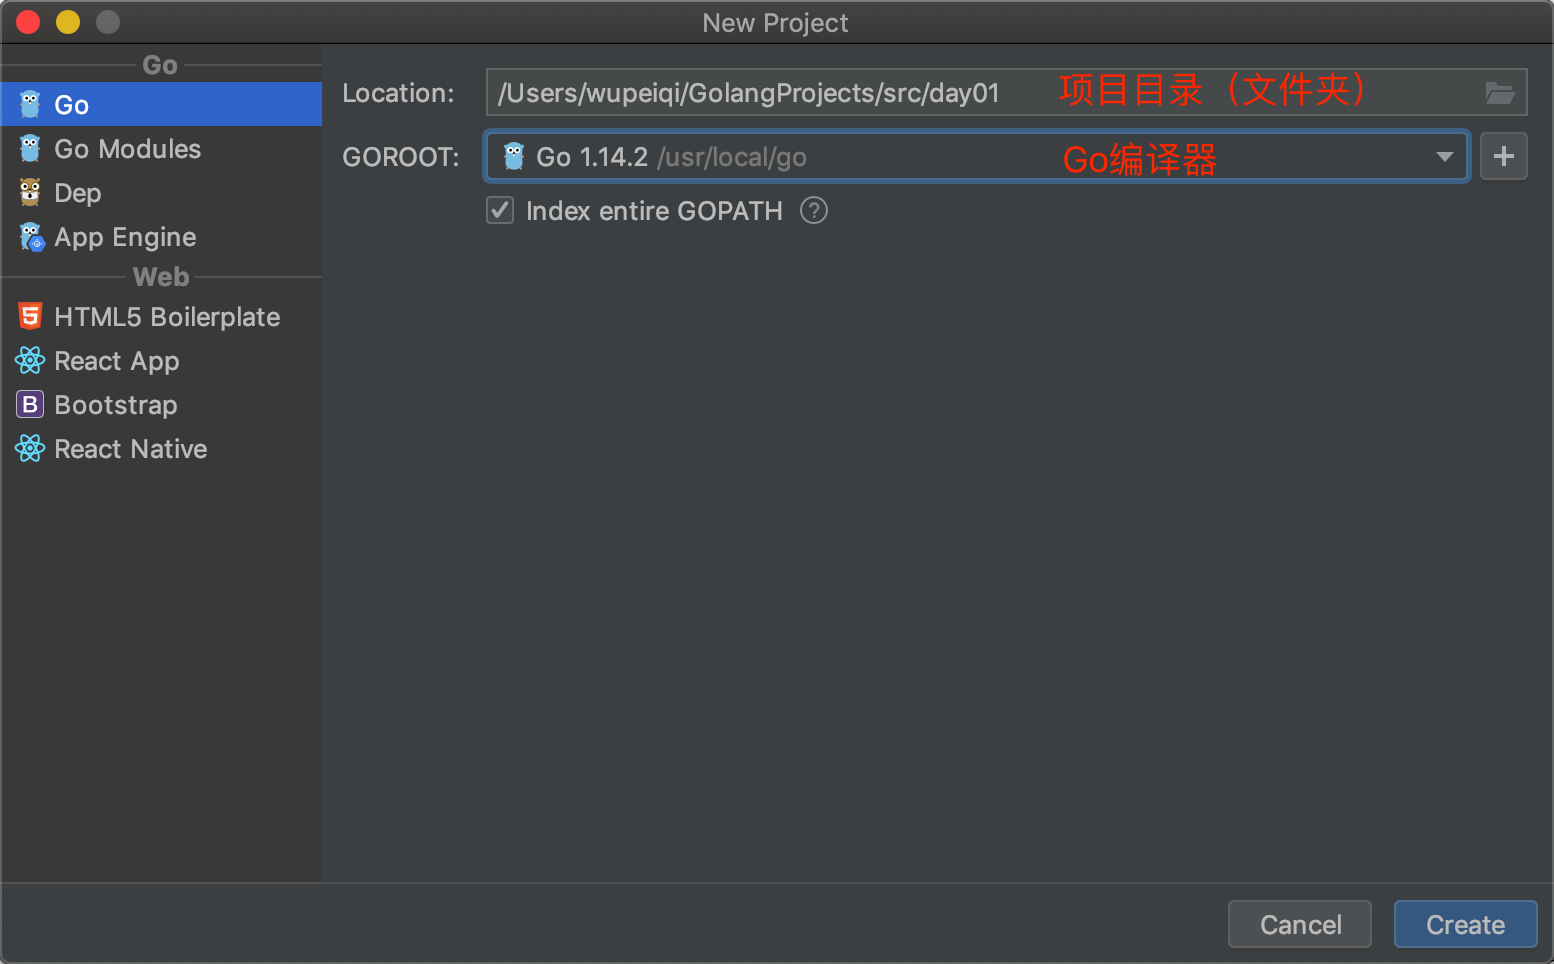 New Project
Go
Go
Go Modules
Dep
App Engine
Web
HTML5 Boilerplate
React App
Bootstrap
React Native
Location: /Users/wupeiqi/GolangProjects/src/day01 项目目录（文件夹）
GOROOT: Go 1.14.2 /usr/local/go Go编译器
Index entire GOPATH ?
Cancel Create